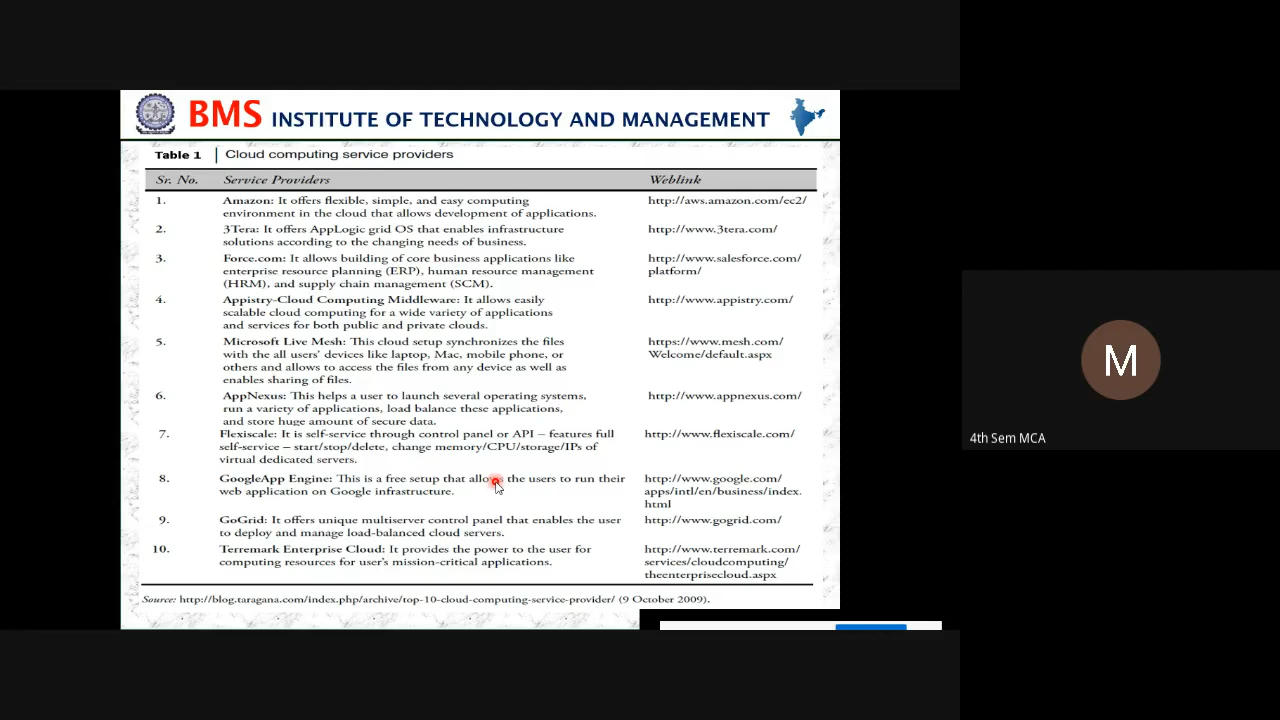 BMS INSTITUTE OF TECHNOLOGY AND MANAGEMENT
Table 1 Cloud computing service providers
Sr. No. Service Providers Weblink
1. Amazon: It offers flexible, simple, and easy computing http://aws.amazon.com/ec2/
environment in the cloud that allows development of applications.
2. 3Tera: It offers AppLogic grid OS that enables infrastructure http://www.3tera.com/
solutions according to the changing needs of business.
3. Force.com: It allows building of core business applications like http://www.salesforce.com/
enterprise resource planning (ERP), human resource management platform/
(HRM), and supply chain management (SCM).
4. Appistry-Cloud Computing Middleware: It allows easily http://www.appistry.com/
scalable cloud computing for a wide variety of applications
and services for both public and private clouds.
5. Microsoft Live Mesh: This cloud setup synchronizes the files https://www.mesh.com/
with the all users' devices like laptop, Mac, mobile phone, or Welcome/default.aspx
others and allows to access the files from any device as well as
enables sharing of files.
6. AppNexus: This helps a user to launch several operating systems, http://www.appnexus.com/
run a variety of applications, load balance these applications,
and store huge amount of secure data.
7. Flexiscale: It is self-service through control panel or API – features full http://www.flexiscale.com/
self-service – start/stop/delete, change memory/CPU/storage/IPs of
virtual dedicated servers.
8. GoogleApp Engine: This is a free setup that allows the users to run their http://www.google.com/
web application on Google infrastructure. apps/intl/en/business/index.
html
9. GoGrid: It offers unique multiserver control panel that enables the user http://www.gogrid.com/
to deploy and manage load-balanced cloud servers.
10. Terremark Enterprise Cloud: It provides the power to the user for http://www.terremark.com/
computing resources for user's mission-critical applications. services/cloudcomputing/
theenterprisecloud.aspx
Source: http://blog.taragana.com/index.php/archive/top-10-cloud-computing-service-provider/ (9 October 2009).
M
4th Sem MCA